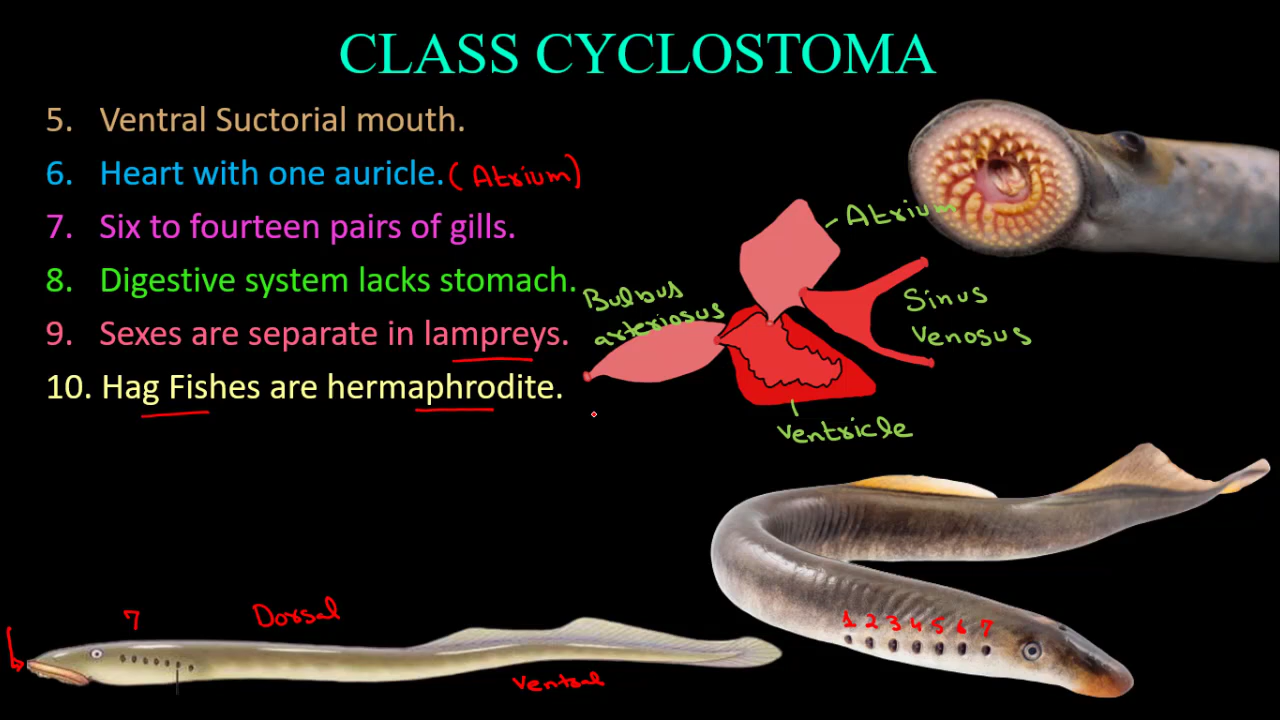 CLASS CYCLOSTOMA
5. Ventral Suctorial mouth.
6. Heart with one auricle. (Atrium)
7. Six to fourteen pairs of gills.
8. Digestive system lacks stomach.
9. Sexes are separate in lampreys.
10. Hag Fishes are hermaphrodite.
Atrium
Bulbus
arteriosus
Sinus
Venosus
Ventricle
7
Dorsal
Ventral
1 2 3 4 5 6 7